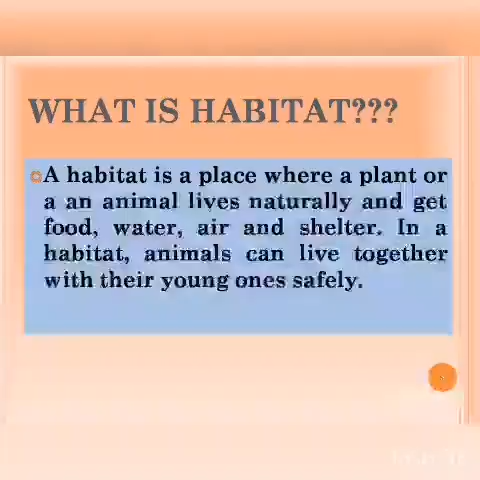 WHAT IS HABITAT???
A habitat is a place where a plant or
a an animal lives naturally and get
food, water, air and shelter. In a
habitat, animals can live together
with their young ones safely.